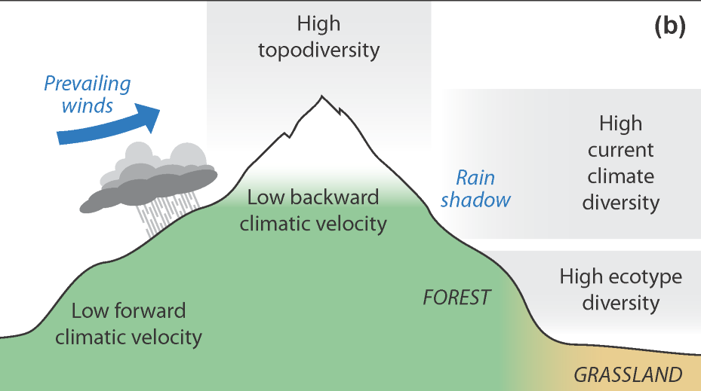 (b)
High
topodiversity
Prevailing
winds
High
current
climate
diversity
Rain
shadow
Low backward
climatic velocity
High ecotype
diversity
FOREST
Low forward
climatic velocity
GRASSLAND